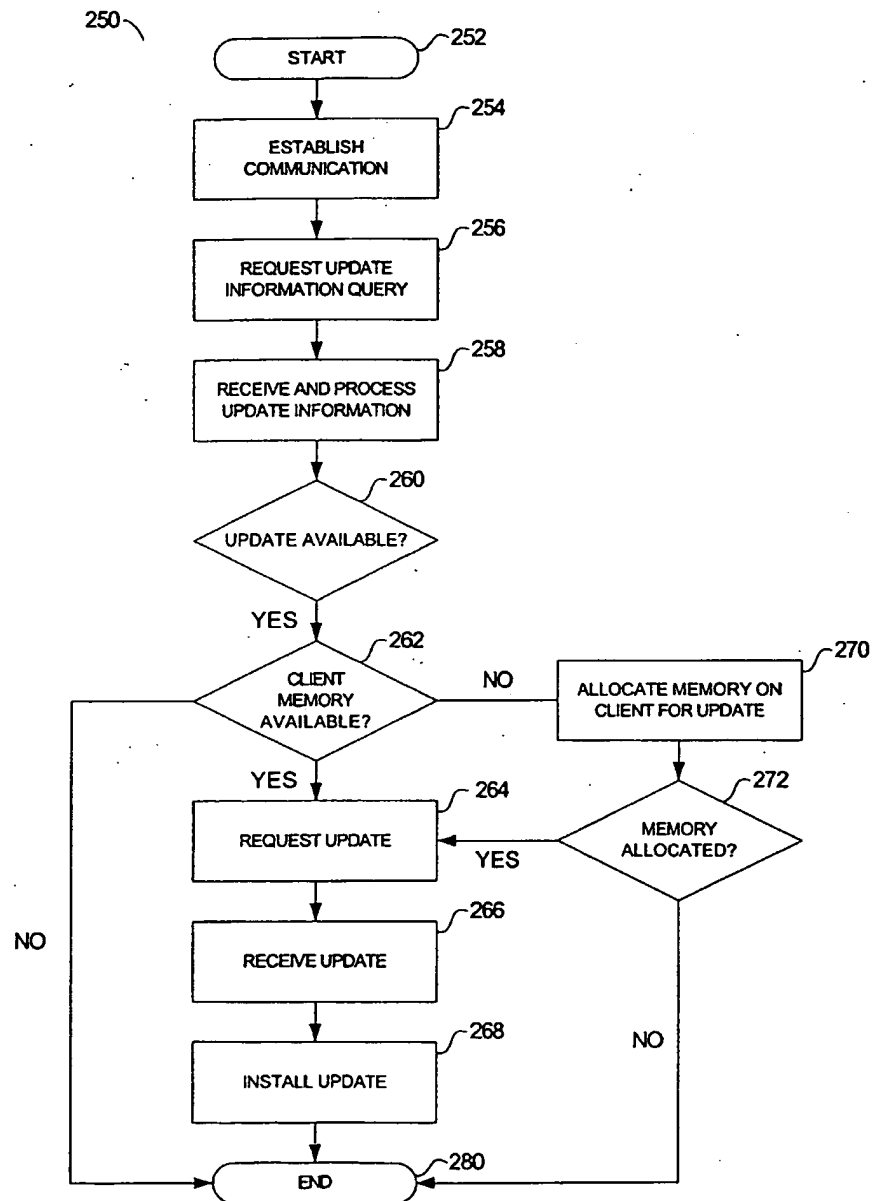 250
START
252
254
ESTABLISH
COMMUNICATION
256
REQUEST UPDATE
INFORMATION QUERY
258
RECEIVE AND PROCESS
UPDATE INFORMATION
260
UPDATE AVAILABLE?
YES
262
CLIENT
MEMORY
AVAILABLE?
NO
270
ALLOCATE MEMORY ON
CLIENT FOR UPDATE
YES
264
REQUEST UPDATE
272
MEMORY
ALLOCATED?
YES
266
RECEIVE UPDATE
NO
NO
268
INSTALL UPDATE
280
END